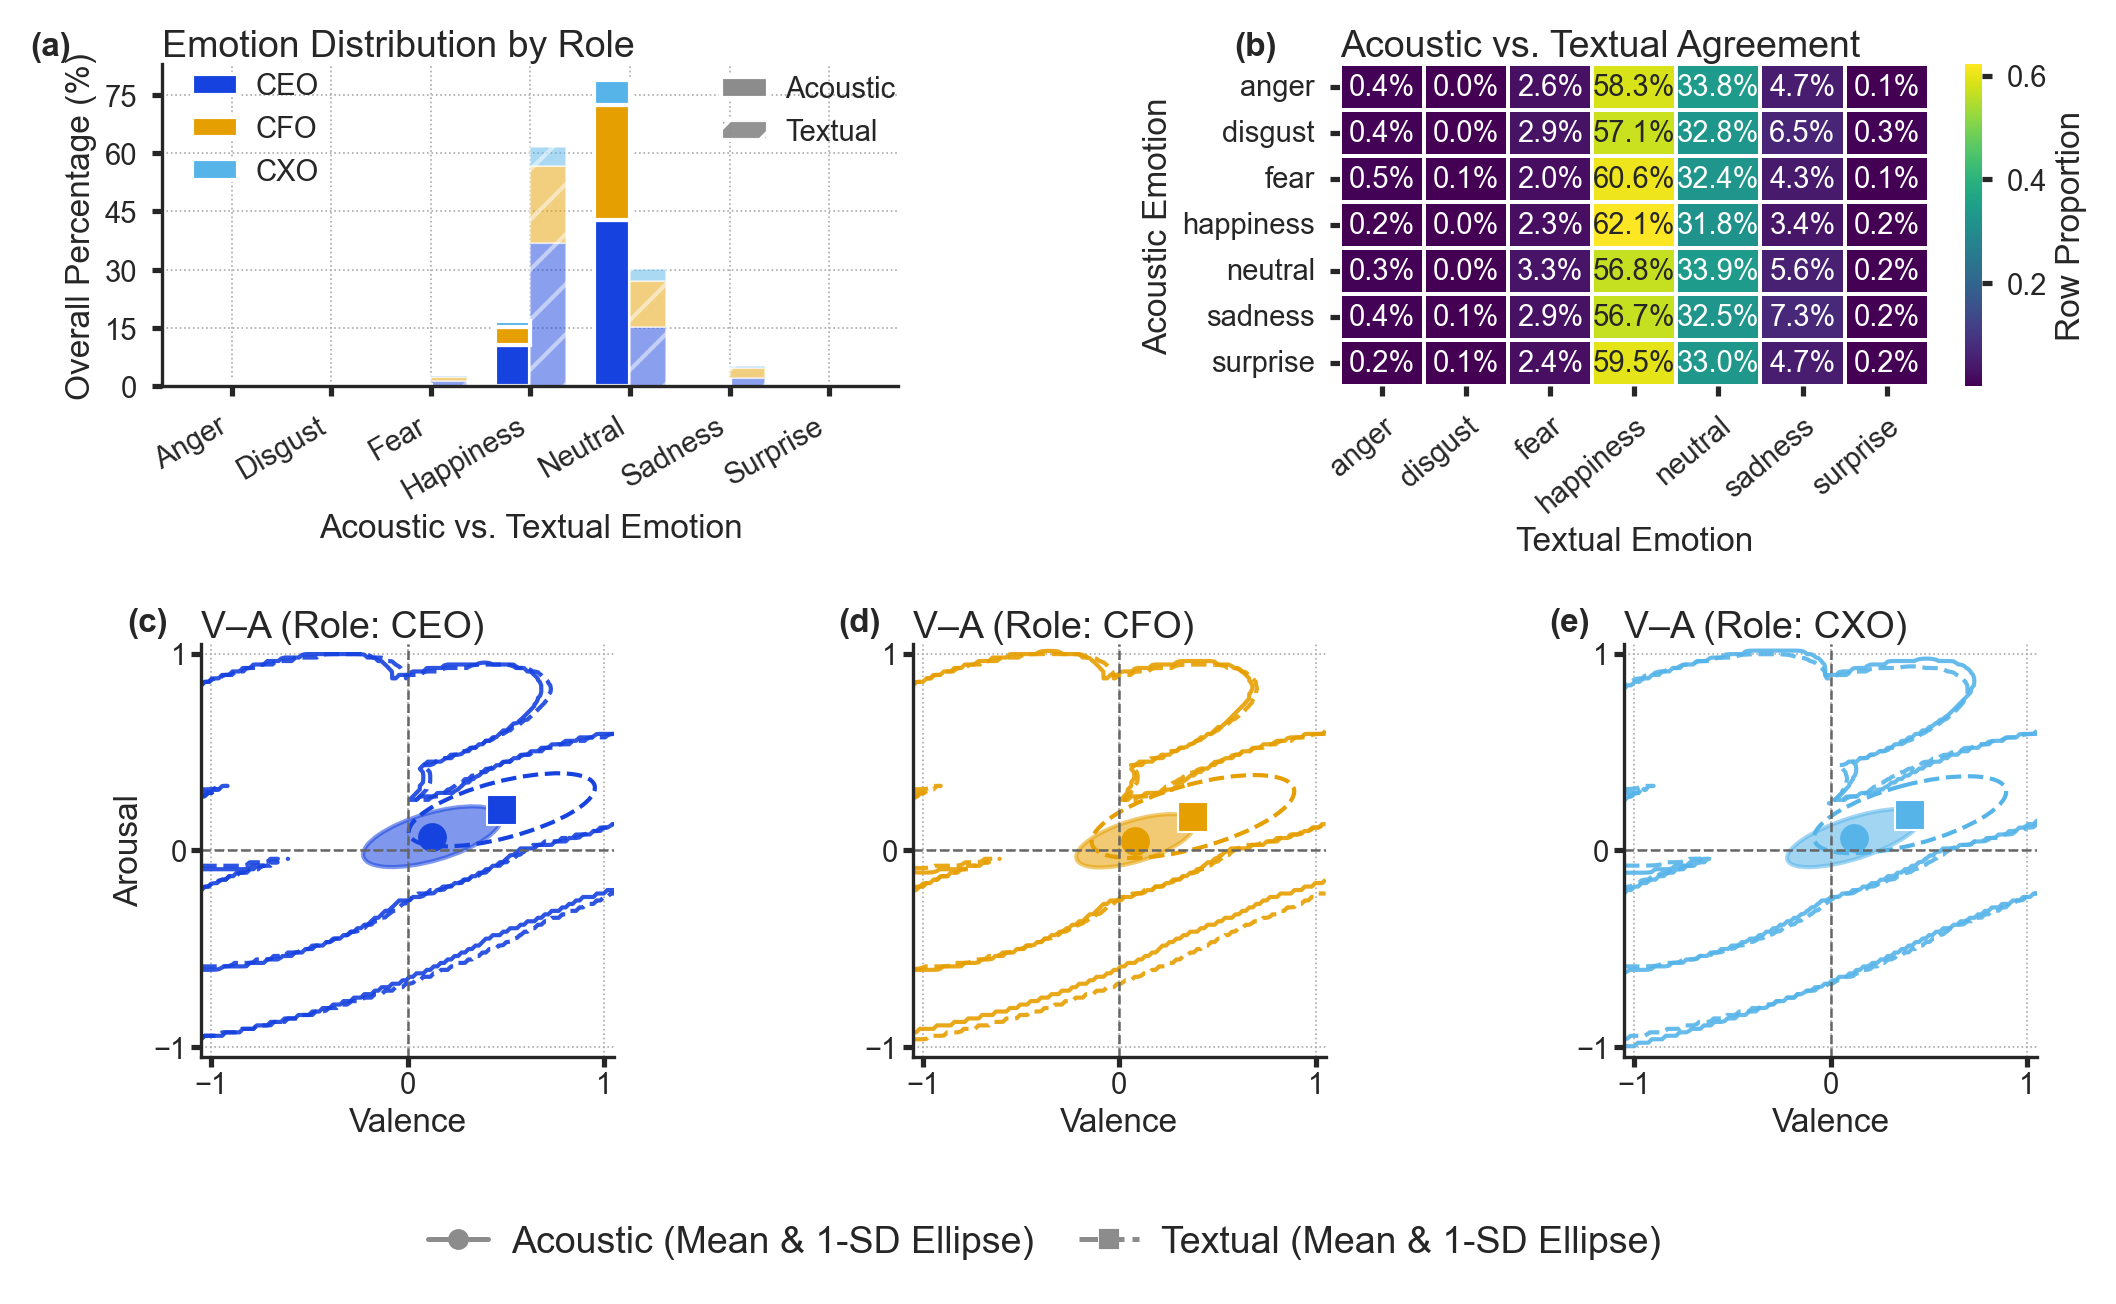 (a) Emotion Distribution by Role
Overall Percentage (%)
75
60
45
30
15
0
CEO
CFO
CXO
Acoustic
Textual
Anger
Disgust
Fear
Happiness
Neutral
Sadness
Surprise
Acoustic vs. Textual Emotion
(b) Acoustic vs. Textual Agreement
Acoustic Emotion
anger 0.4% 0.0% 2.6% 58.3% 33.8% 4.7% 0.1%
disgust 0.4% 0.0% 2.9% 57.1% 32.8% 6.5% 0.3%
fear 0.5% 0.1% 2.0% 60.6% 32.4% 4.3% 0.1%
happiness 0.2% 0.0% 2.3% 62.1% 31.8% 3.4% 0.2%
neutral 0.3% 0.0% 3.3% 56.8% 33.9% 5.6% 0.2%
sadness 0.4% 0.1% 2.9% 56.7% 32.5% 7.3% 0.2%
surprise 0.2% 0.1% 2.4% 59.5% 33.0% 4.7% 0.2%
anger
disgust
fear
happiness
neutral
sadness
surprise
Textual Emotion
0.6
0.4
0.2
Row Proportion
(c) V–A (Role: CEO)
Arousal
1
0
−1
−1 0 1
Valence
(d) V–A (Role: CFO)
1
0
−1
−1 0 1
Valence
(e) V–A (Role: CXO)
1
0
−1
−1 0 1
Valence
Acoustic (Mean & 1-SD Ellipse)
Textual (Mean & 1-SD Ellipse)